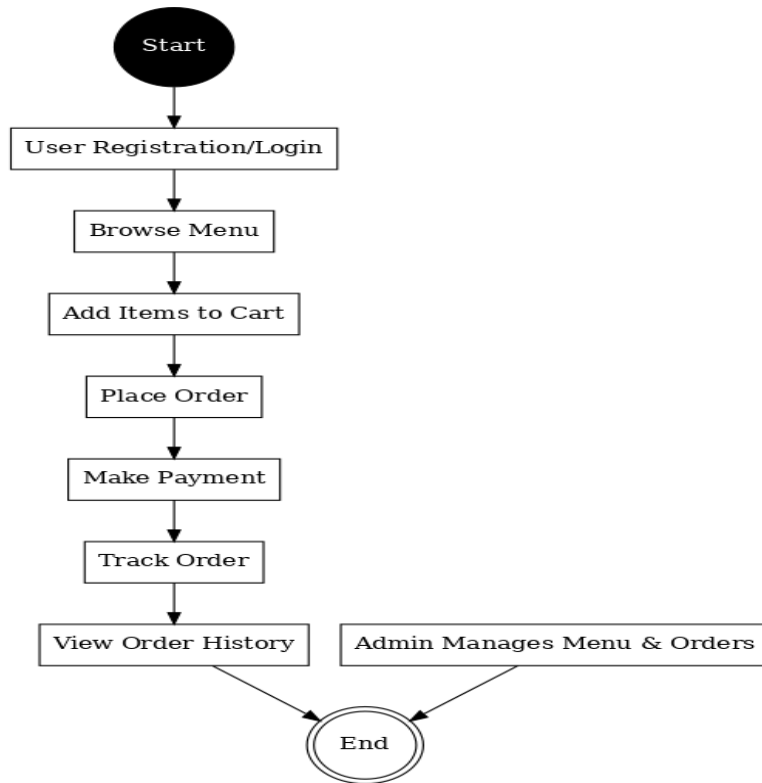 Start
User Registration/Login
Browse Menu
Add Items to Cart
Place Order
Make Payment
Track Order
View Order History
Admin Manages Menu & Orders
End